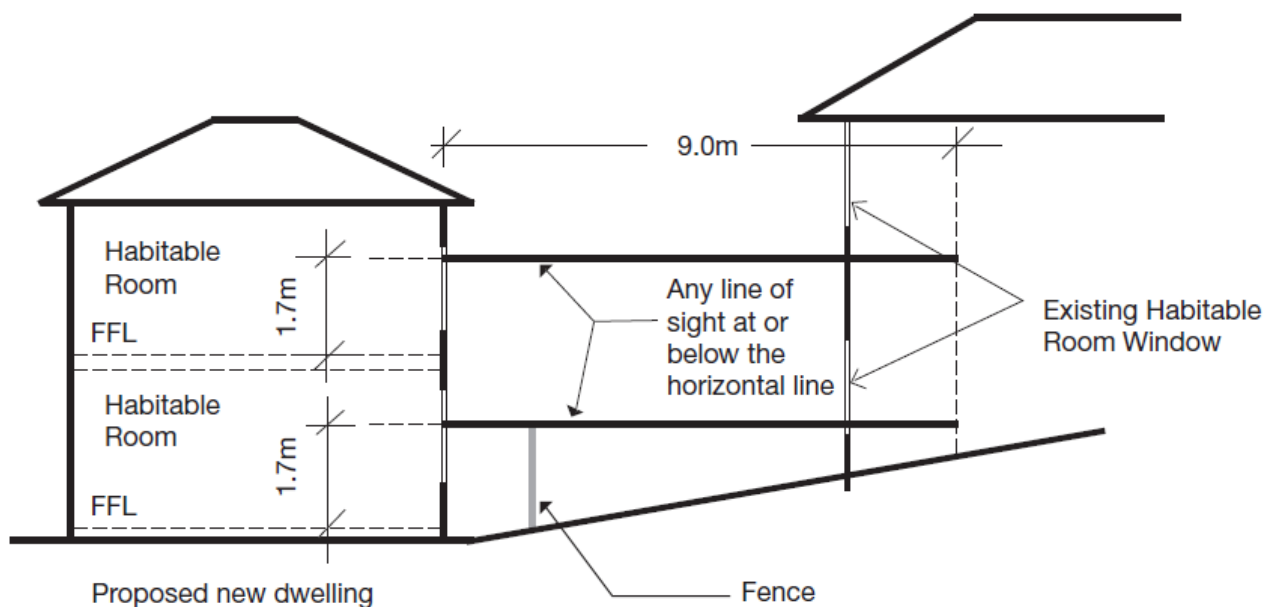 9.0m
Habitable
Room
1.7m
FFL
Any line of
sight at or
below the
horizontal line
Existing Habitable
Room Window
Habitable
Room
1.7m
FFL
Proposed new dwelling
Fence